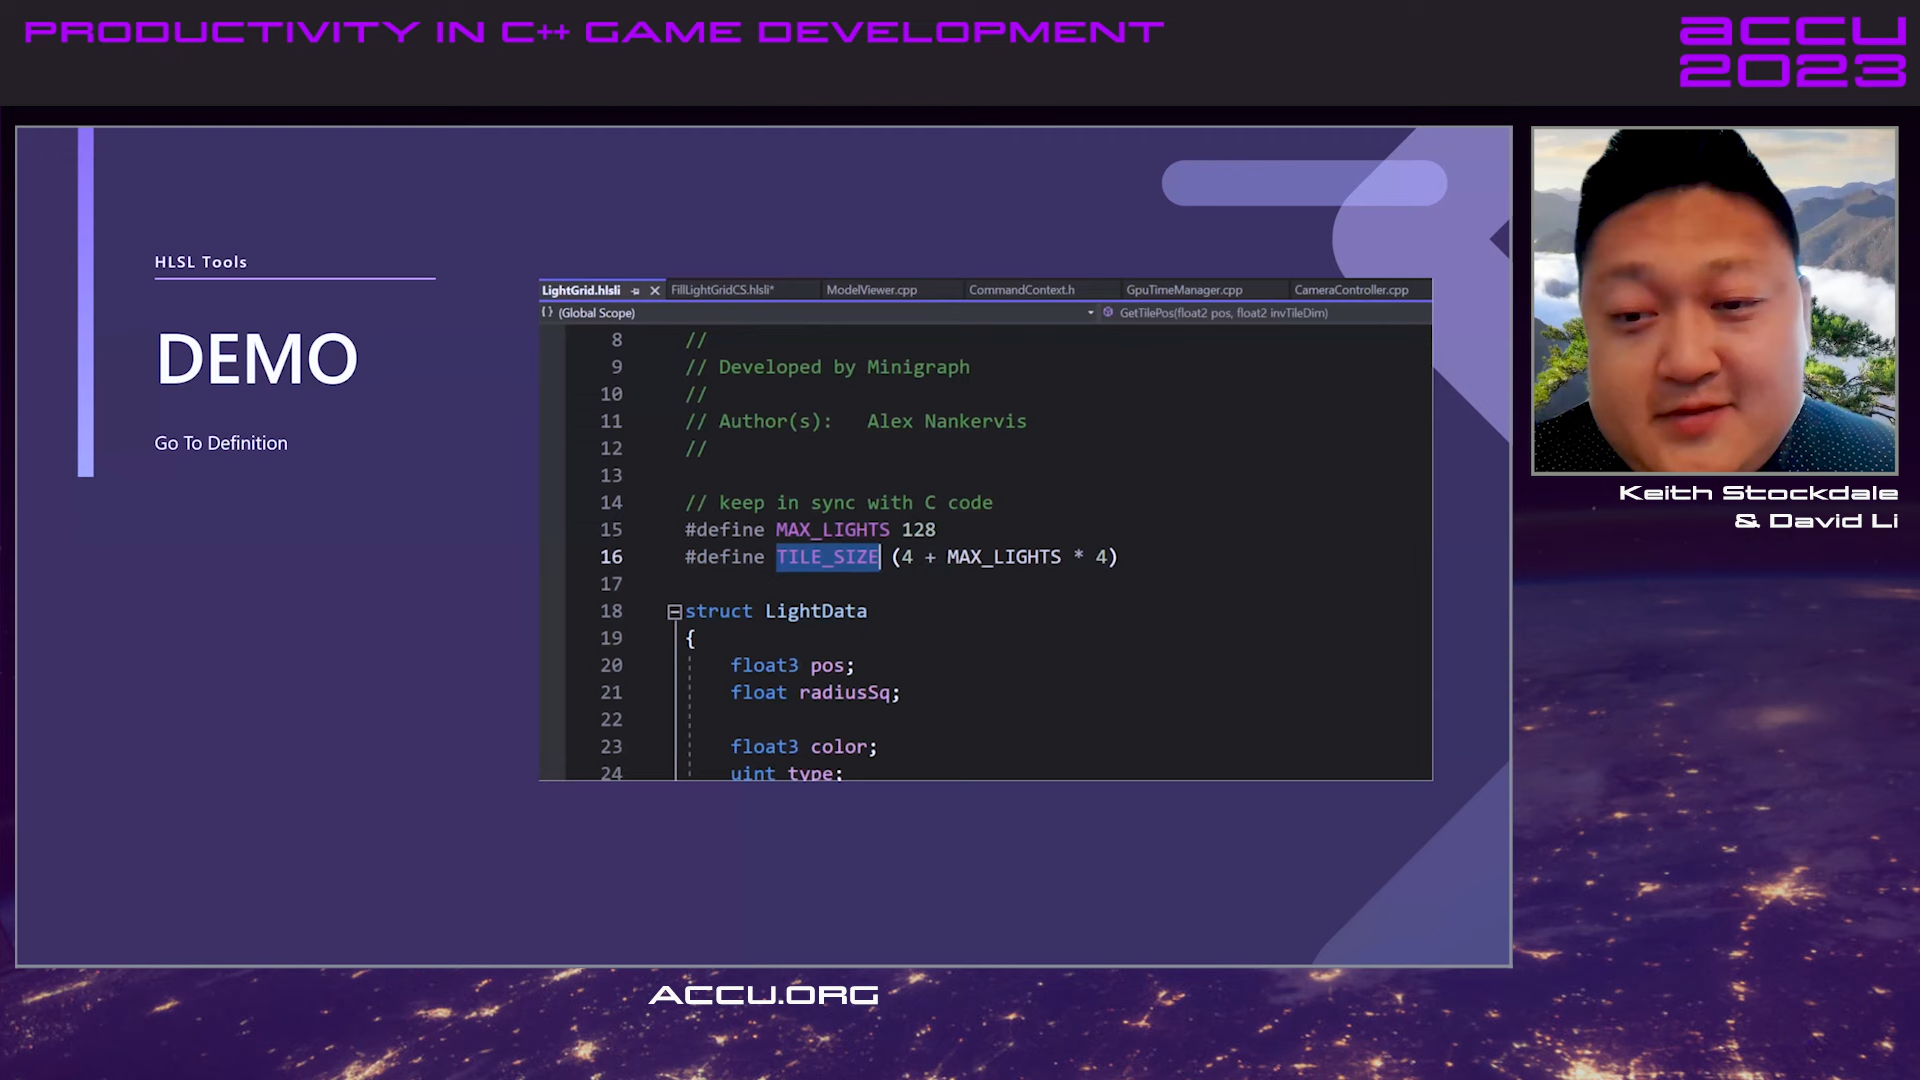 PRODUCTIVITY IN C++ GAME DEVELOPMENT
accu
2023
HLSL Tools
DEMO
Go To Definition
LightGrid.hlsli FillLightGridCS.hlsli* ModelViewer.cpp CommandContext.h GpuTimeManager.cpp CameraController.cpp
{} (Global Scope) GetTilePos(float2 pos, float2 invTileDim)
8 //
9 // Developed by Minigraph
10 //
11 // Author(s): Alex Nankervis
12 //
13
14 // keep in sync with C code
15 #define MAX_LIGHTS 128
16 #define TILE_SIZE (4 + MAX_LIGHTS * 4)
17
18 struct LightData
19 {
20 float3 pos;
21 float radiusSq;
22
23 float3 color;
24 uint type;
Keith Stockdale
& David Li
ACCU.ORG